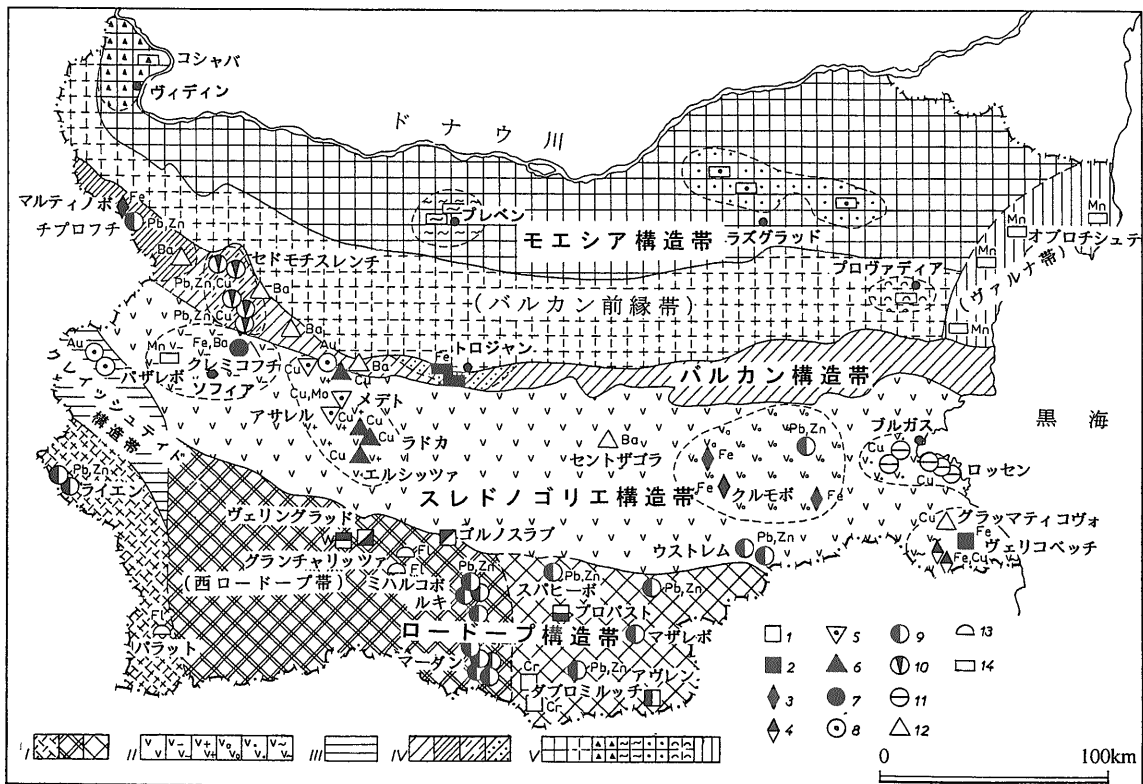 コシャバ
ヴィディン
ドナウ川
マルティノボ
Fe
チプロフチ
Pb,Zn
プレベン
モエシア構造帯
ラズグラッド
Mn
Mn
オブロチシュテ
Mn
(ヴァルナ帯)
Mn
Ba
セドモチスレンチ
Pb,Zn,Cu
Ba
Pb,Zn
Cu
(バルカン前縁帯)
プロヴァディア
Au
Mn
Fe,Ba
クレミコフチ
ソフィア
バザレボ
Ba
Au
Cu
Cu
Ba
Fe
トロジャン
バルカン構造帯
クレイッシュティド
構造帯
Cu,Mo
メデト
アサレル
Cu
Cu
Cu
ラドカ
Cu
エルシッツァ
Ba
セントザゴラ
Pb,Zn
Fe
Fe
クルモボ
Fe
ブルガス
Cu
ロッセン
黒海
スレドノゴリエ構造帯
Pb,Zn
ライエン
ヴェリングラッド
ゴルノスラブ
グランチャリッツァ
Fl
Fl
(西ロードープ帯)
ミハルコボ
ルキ
Pb,Zn
スパヒーボ
Pb,Zn
Pb,Zn
ウストレム
Pb,Zn
Cu
グラッマティコヴォ
Fe
ヴェリコベッチ
Fe,Cu
プロバスト
ロードープ構造帯
マザレボ
Fl
パラット
マーダン
Cr
Pb,Zn
アヴレン
ダブロミルッチ
Cr
1 5 9 13
2 6 10 14
3 7 11
4 8 12
I II III IV V
0 100km